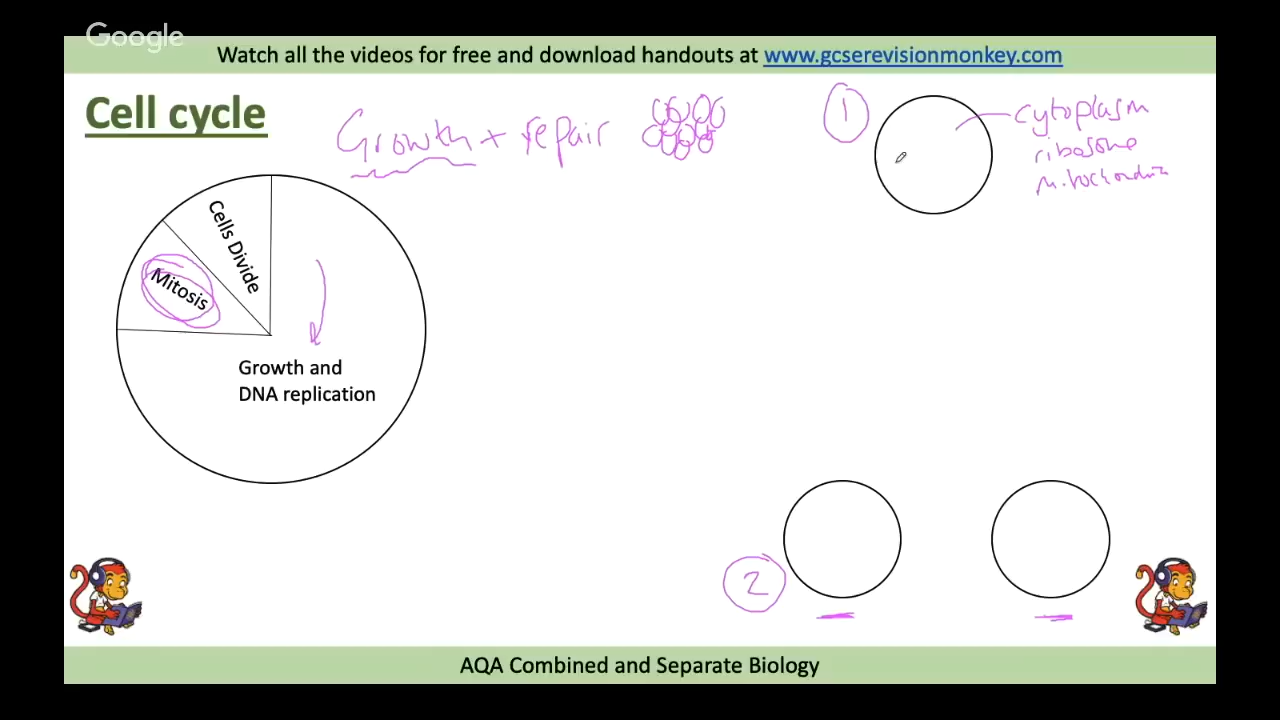 Google
Watch all the videos for free and download handouts at www.gcserevisionmonkey.com
Cell cycle
Growth + repair
1
cytoplasm
ribosome
mitochondria
Cells Divide
Mitosis
Growth and
DNA replication
2
AQA Combined and Separate Biology